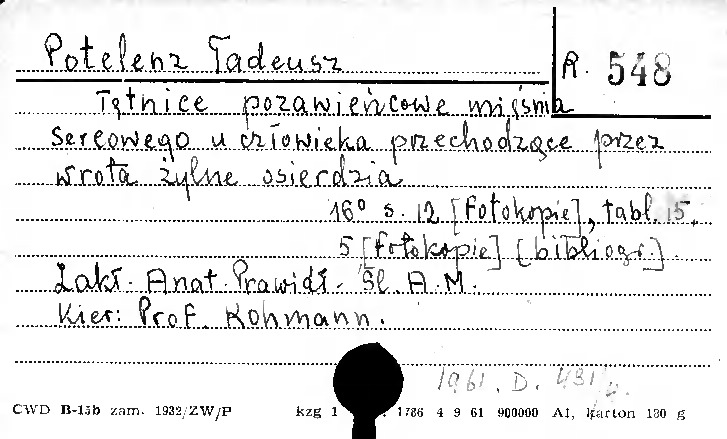 Potelenz Tadeusz
R. 548
Tętnice pozawieńcowe mięśnia
sercowego u człowieka przechodzące przez
wrota żylne osierdzia
16° s. 12 [fotokopie], tabl. 15,
5 [fotokopie] [bibliogr.].
Zakł. Anat. Prawidł. Śl. A. M.
Kier: Prof. Kohmann.
1961. D. 431/
CWD B-15b zam. 1932/ZW/P kzg 1 1786 4 9 61 900000 A1, karton 180 g